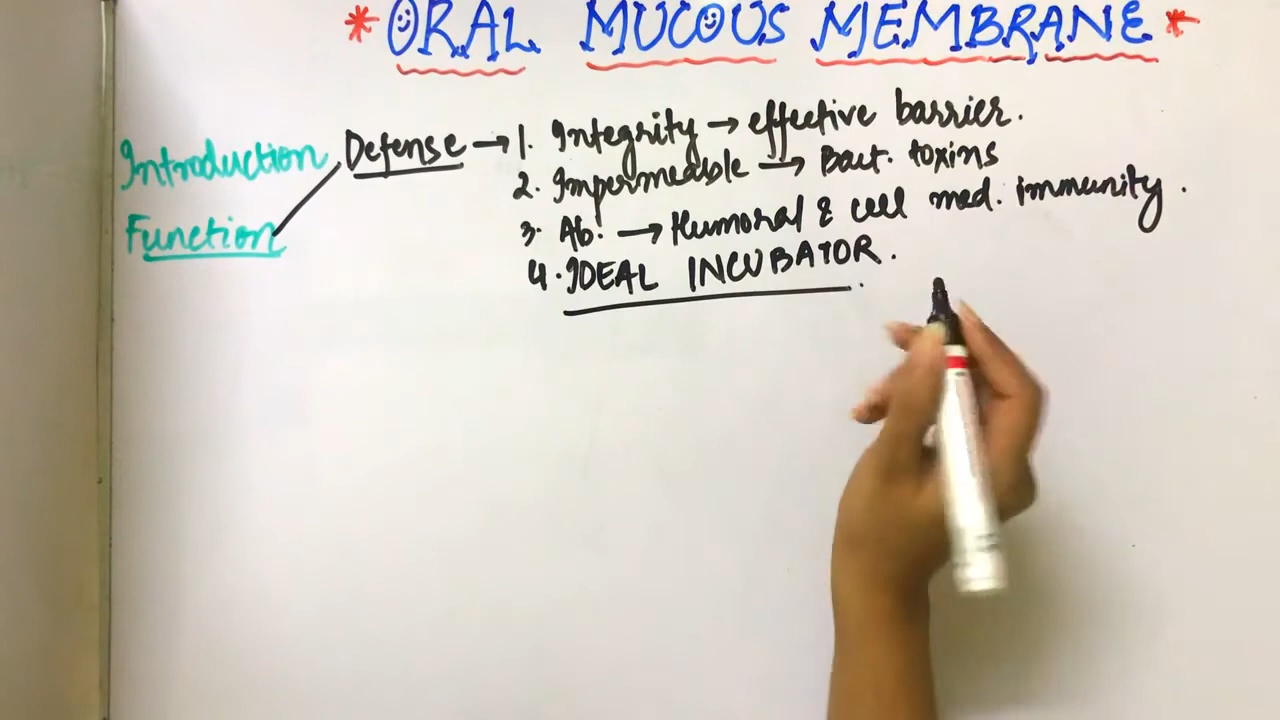 * ORAL MUCOUS MEMBRANE *
Introduction
Function
Defense → 1. Integrity → effective barrier.
2. Impermeable → Bact. toxins
3. Ab. → Humoral & cell med. immunity.
4. IDEAL INCUBATOR.